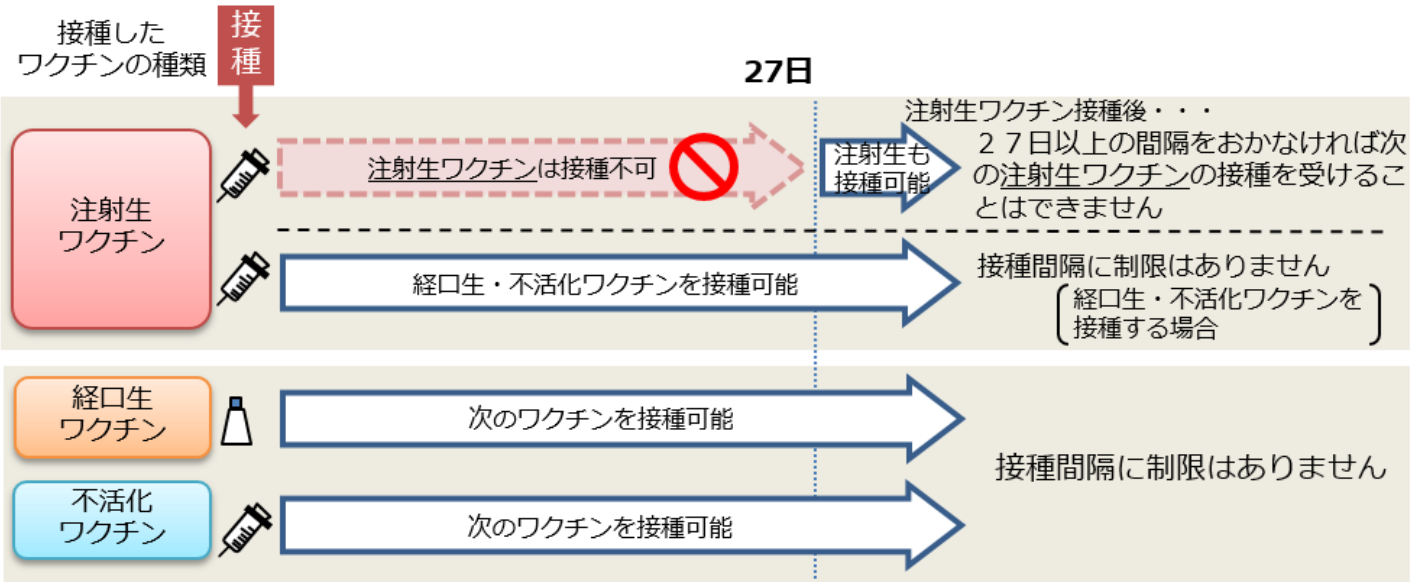 接種した
ワクチンの種類
接種
27日
注射生
ワクチン
注射生ワクチンは接種不可
注射生も
接種可能
注射生ワクチン接種後・・・
２７日以上の間隔をおかなければ次
の注射生ワクチンの接種を受けるこ
とはできません
経口生・不活化ワクチンを接種可能
接種間隔に制限はありません
経口生・不活化ワクチンを
接種する場合
経口生
ワクチン
次のワクチンを接種可能
接種間隔に制限はありません
不活化
ワクチン
次のワクチンを接種可能